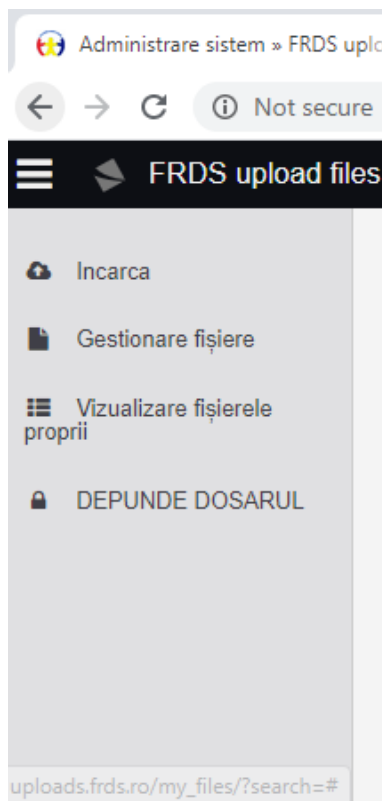 Administrare sistem » FRDS uplo
Not secure
FRDS upload files
Incarca
Gestionare fișiere
Vizualizare fișierele
proprii
DEPUNDE DOSARUL
uploads.frds.ro/my_files/?search=#